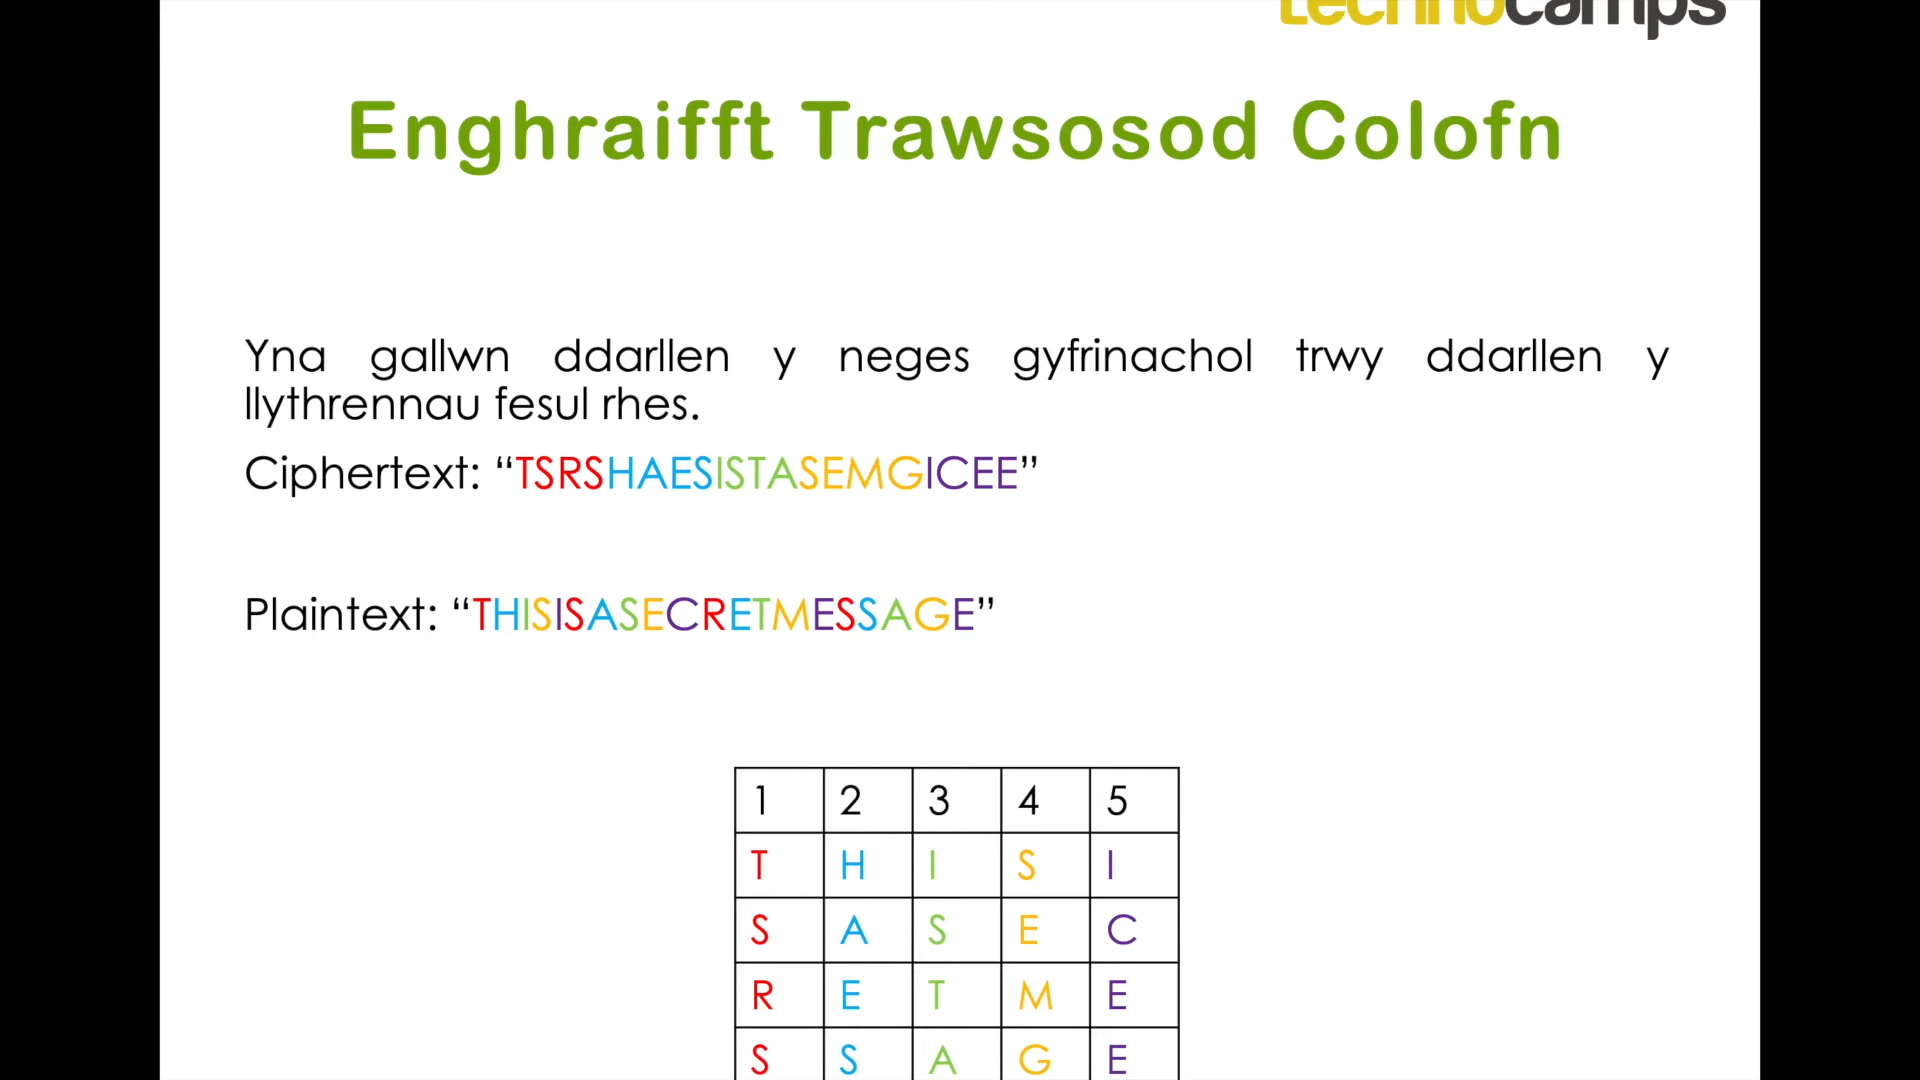 technocamps
Enghraifft Trawsosod Colofn
Yna gallwn ddarllen y neges gyfrinachol trwy ddarllen y
llythrennau fesul rhes.
Ciphertext: “TSRSHAESISTASEMGICEE”
Plaintext: “THISISASECRETMESSAGE”
1 2 3 4 5
T H I S I
S A S E C
R E T M E
S S A G E